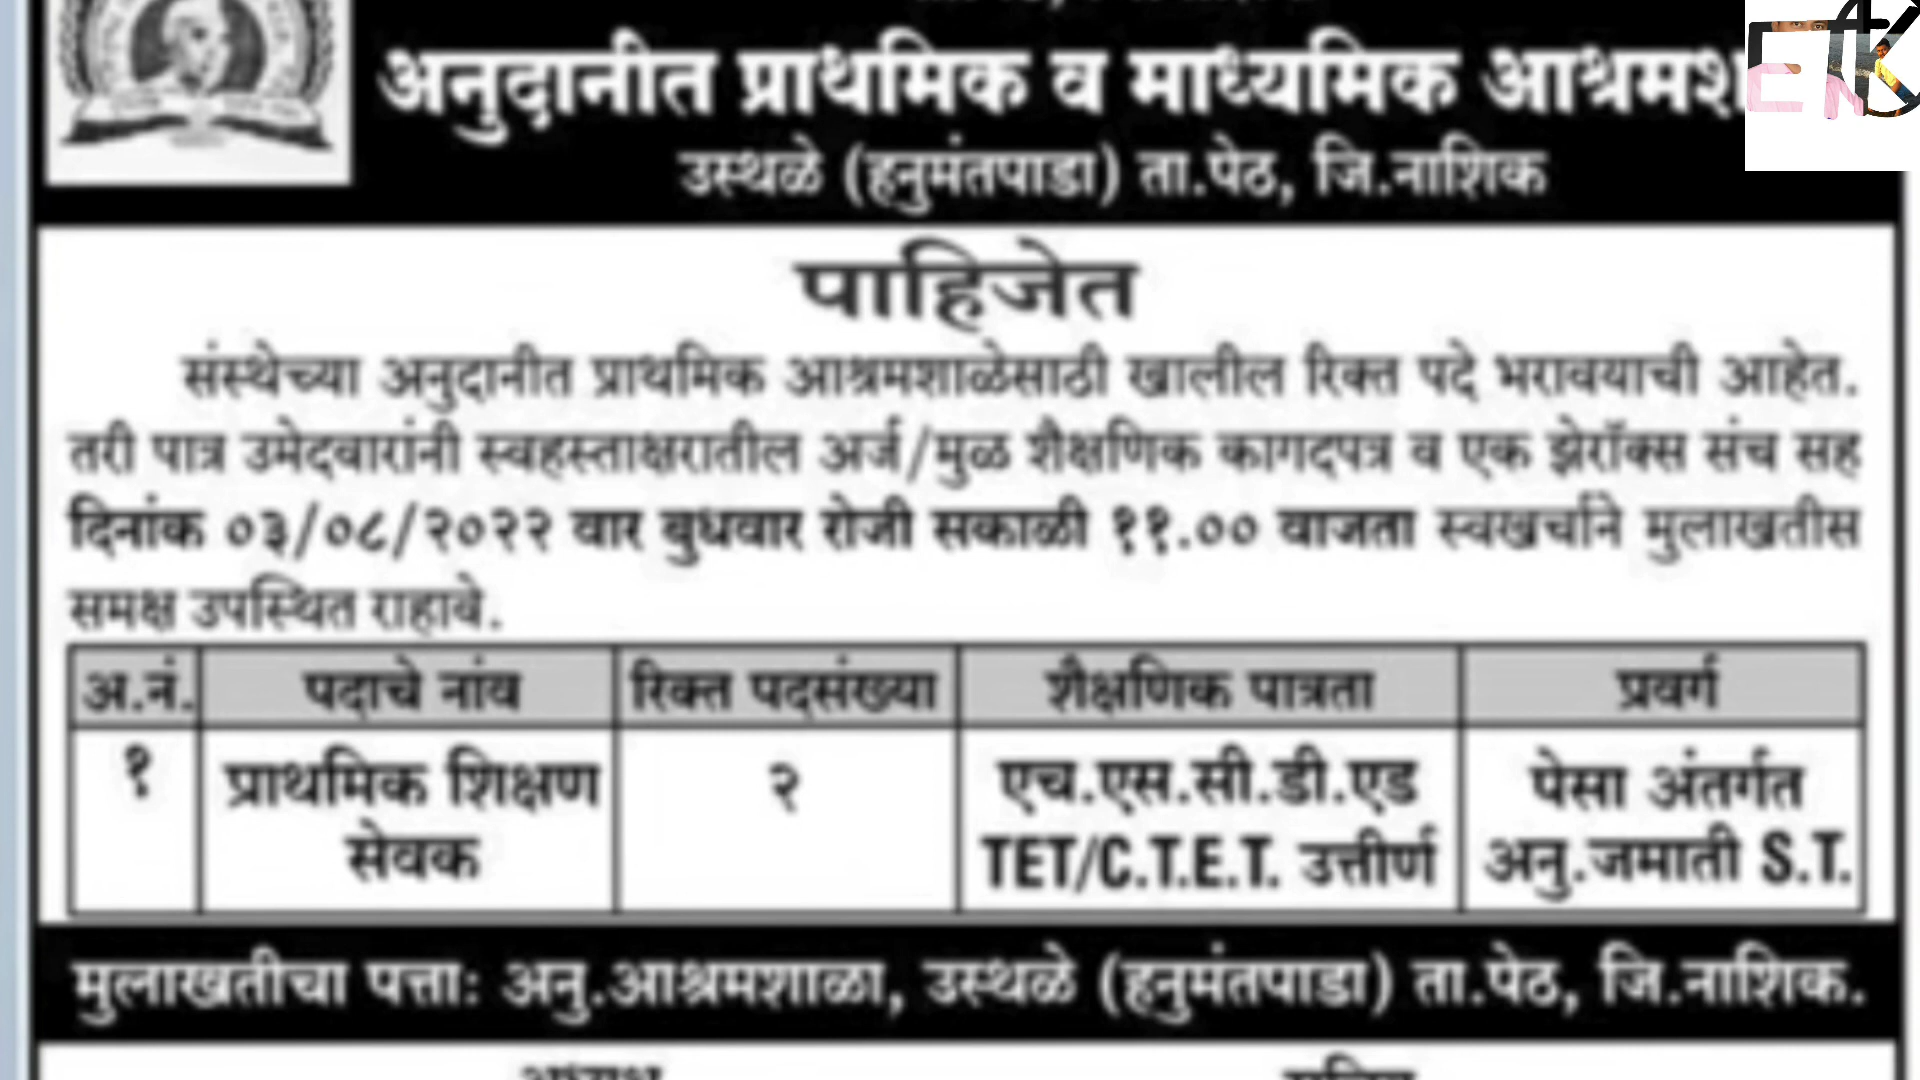 अनुदानीत प्राथमिक व माध्यमिक आश्रमश
उस्थळे (हनुमंतपाडा) ता.पेठ, जि.नाशिक
पाहिजेत
संस्थेच्या अनुदानीत प्राथमिक आश्रमशाळेसाठी खालील रिक्त पदे भरावयाची आहेत.
तरी पात्र उमेदवारांनी स्वहस्ताक्षरातील अर्ज/मुळ शैक्षणिक कागदपत्र व एक झेरॉक्स संच सह
दिनांक ०३/०८/२०२२ वार बुधवार रोजी सकाळी ११.०० वाजता स्वखर्चाने मुलाखतीस
समक्ष उपस्थित राहावे.
अ.नं. पदाचे नांव रिक्त पदसंख्या शैक्षणिक पात्रता प्रवर्ग
१ प्राथमिक शिक्षण २ एच.एस.सी.डी.एड पेसा अंतर्गत
सेवक TET/C.T.E.T. उत्तीर्ण अनु.जमाती S.T.
मुलाखतीचा पत्ता: अनु.आश्रमशाळा, उस्थळे (हनुमंतपाडा) ता.पेठ, जि.नाशिक.